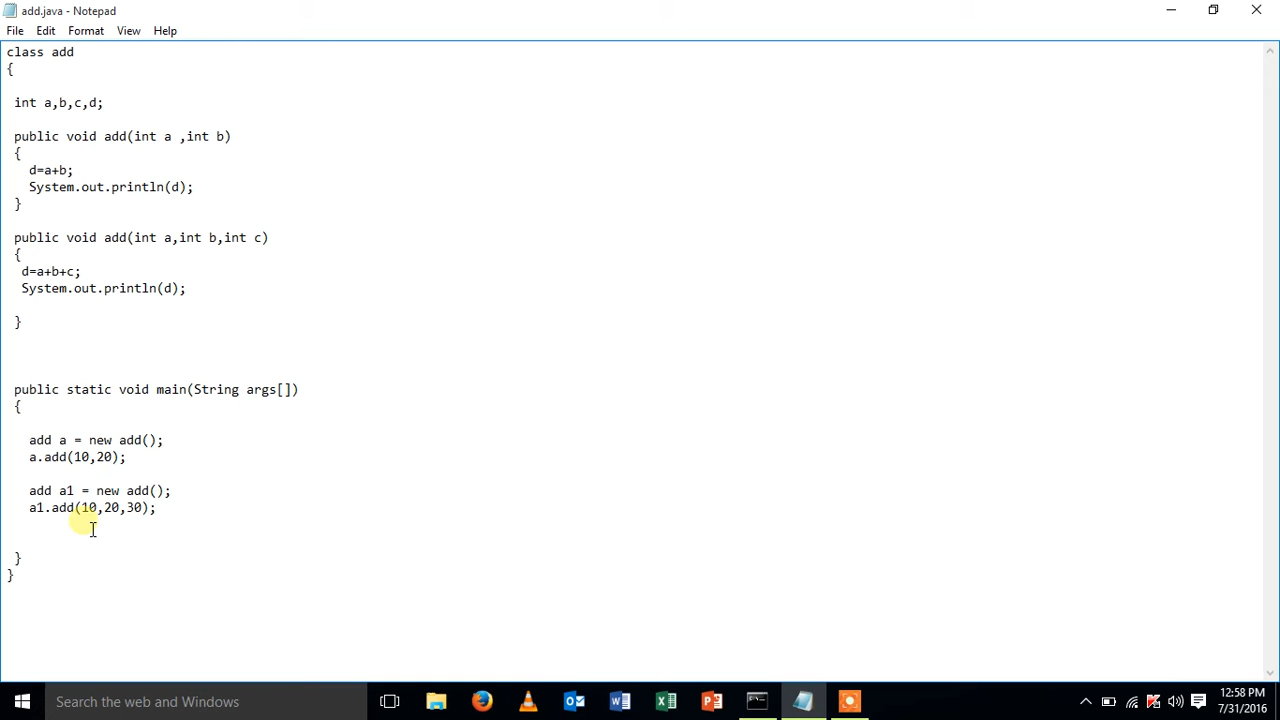 add.java - Notepad
File Edit Format View Help
class add
{
int a,b,c,d;
public void add(int a ,int b)
{
d=a+b;
System.out.println(d);
}
public void add(int a,int b,int c)
{
d=a+b+c;
System.out.println(d);
}
public static void main(String args[])
{
add a = new add();
a.add(10,20);
add a1 = new add();
a1.add(10,20,30);
}
}
Search the web and Windows
12:58 PM
7/31/2016